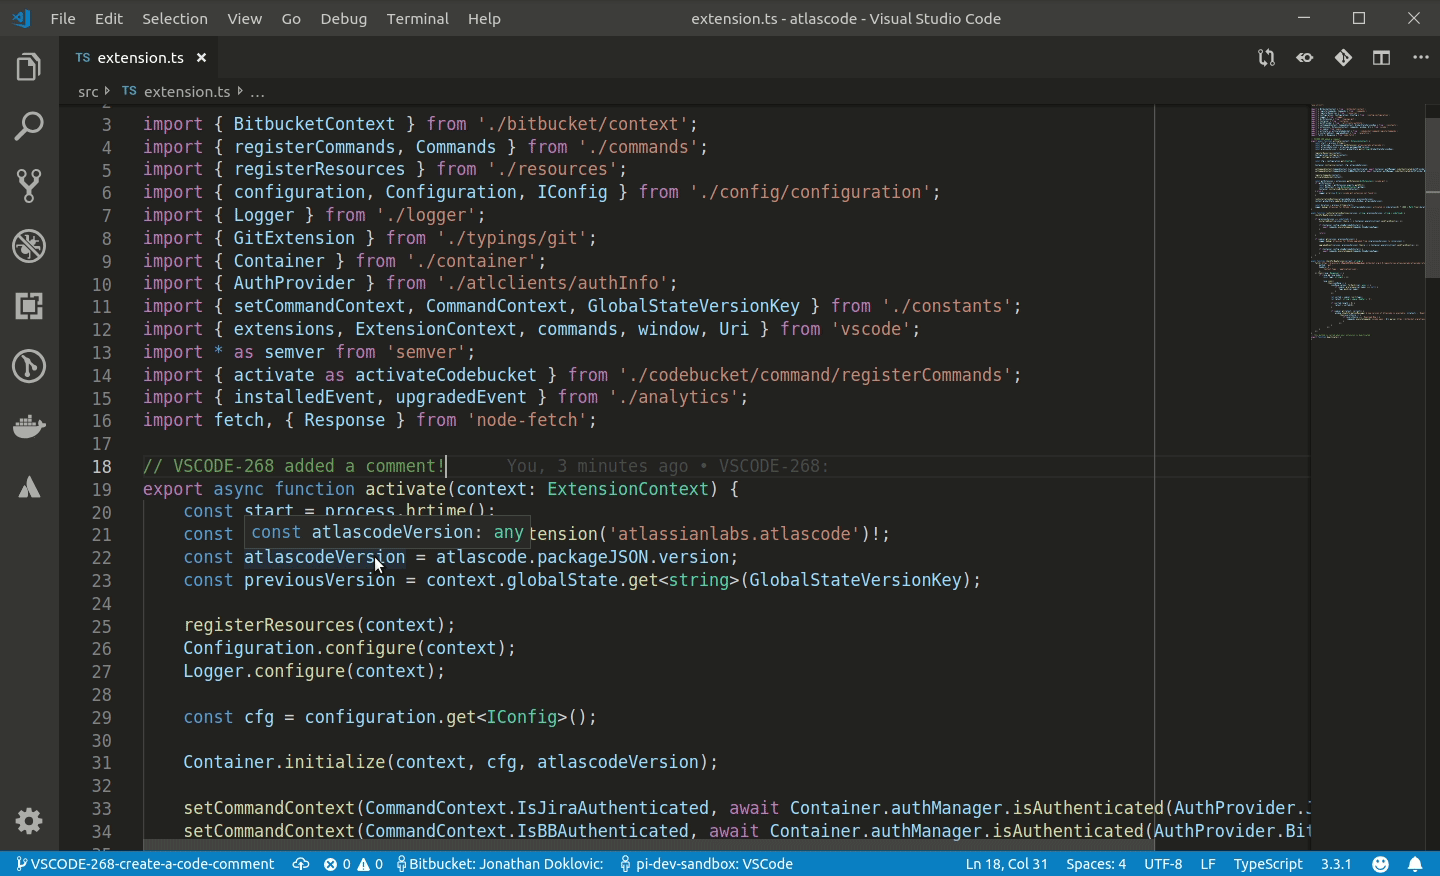 File Edit Selection View Go Debug Terminal Help
extension.ts - atlascode - Visual Studio Code
TS extension.ts
src TS extension.ts ...
3 import { BitbucketContext } from './bitbucket/context';
4 import { registerCommands, Commands } from './commands';
5 import { registerResources } from './resources';
6 import { configuration, Configuration, IConfig } from './config/configuration';
7 import { Logger } from './logger';
8 import { GitExtension } from './typings/git';
9 import { Container } from './container';
10 import { AuthProvider } from './atlclients/authInfo';
11 import { setCommandContext, CommandContext, GlobalStateVersionKey } from './constants';
12 import { extensions, ExtensionContext, commands, window, Uri } from 'vscode';
13 import * as semver from 'semver';
14 import { activate as activateCodebucket } from './codebucket/command/registerCommands';
15 import { installedEvent, upgradedEvent } from './analytics';
16 import fetch, { Response } from 'node-fetch';
17
18 // VSCODE-268 added a comment! You, 3 minutes ago • VSCODE-268:
19 export async function activate(context: ExtensionContext) {
20 const start = process.hrtime();
const atlascodeVersion: any
21 const tension('atlassianlabs.atlascode')!;
22 const atlascodeVersion = atlascode.packageJSON.version;
23 const previousVersion = context.globalState.get<string>(GlobalStateVersionKey);
24
25 registerResources(context);
26 Configuration.configure(context);
27 Logger.configure(context);
28
29 const cfg = configuration.get<IConfig>();
30
31 Container.initialize(context, cfg, atlascodeVersion);
32
33 setCommandContext(CommandContext.IsJiraAuthenticated, await Container.authManager.isAuthenticated(AuthProvider.J
34 setCommandContext(CommandContext.IsBBAuthenticated, await Container.authManager.isAuthenticated(AuthProvider.Bit
VSCODE-268-create-a-code-comment 0 0 Bitbucket: Jonathan Doklovic: pi-dev-sandbox: VSCode Ln 18, Col 31 Spaces: 4 UTF-8 LF TypeScript 3.3.1